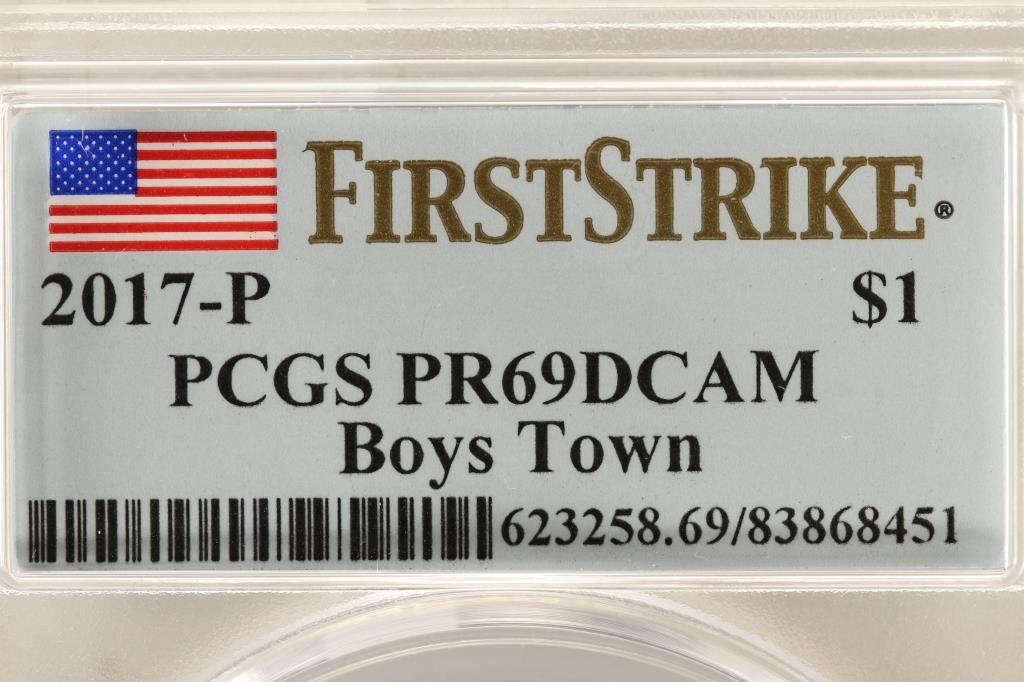 FIRSTSTRIKE®
2017-P $1
PCGS PR69DCAM
Boys Town
623258.69/83868451